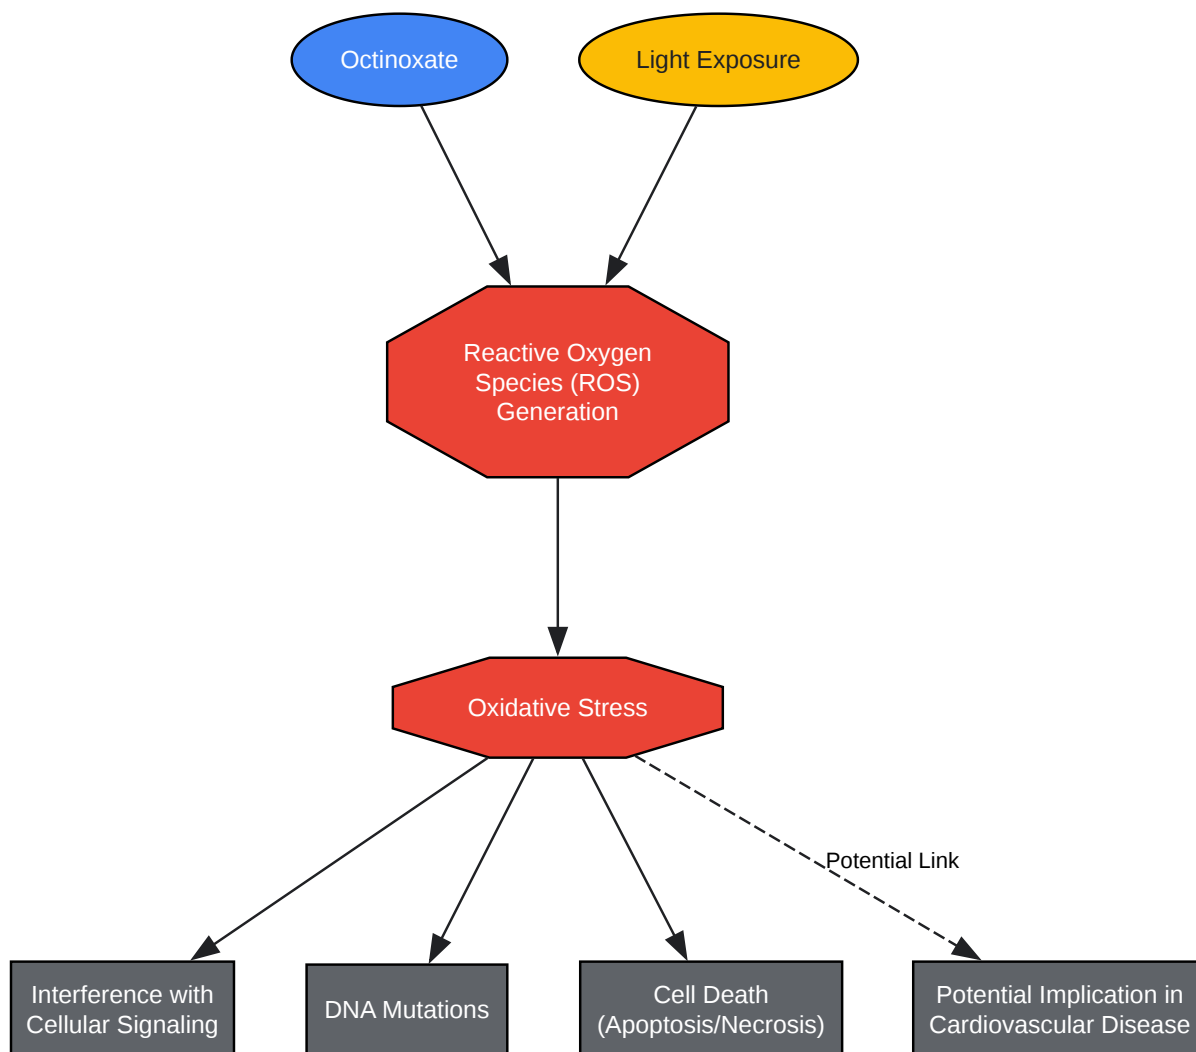 Octinoxate
Light Exposure
Reactive Oxygen
Species (ROS)
Generation
Oxidative Stress
Potential Link
Interference with
Cellular Signaling
DNA Mutations
Cell Death
(Apoptosis/Necrosis)
Potential Implication in
Cardiovascular Disease